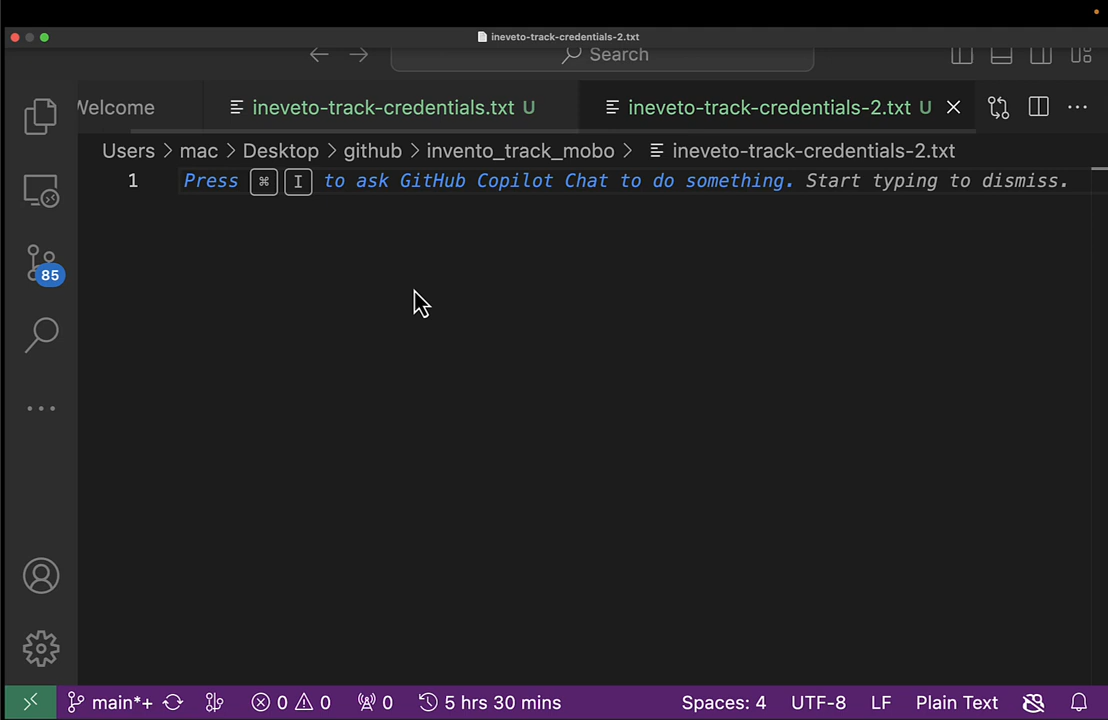 ineveto-track-credentials-2.txt
Search
Welcome
ineveto-track-credentials.txt U
ineveto-track-credentials-2.txt U
Users > mac > Desktop > github > invento_track_mobo > ineveto-track-credentials-2.txt
1 Press ⌘ I to ask GitHub Copilot Chat to do something. Start typing to dismiss.
85
main*+ 0 0 0 5 hrs 30 mins Spaces: 4 UTF-8 LF Plain Text